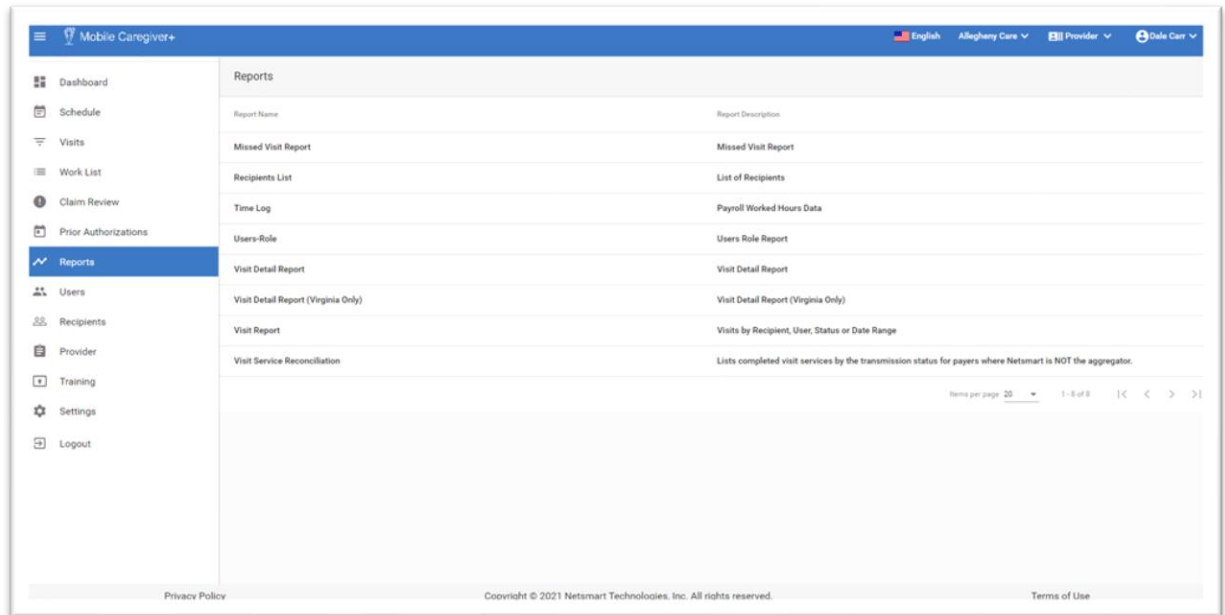 Mobile Caregiver+
English Allegheny Care Provider Dale Carr
Dashboard
Schedule
Visits
Work List
Claim Review
Prior Authorizations
Reports
Users
Recipients
Provider
Training
Settings
Logout
Reports
Report Name Report Description
Missed Visit Report Missed Visit Report
Recipients List List of Recipients
Time Log Payroll Worked Hours Data
Users-Role Users Role Report
Visit Detail Report Visit Detail Report
Visit Detail Report (Virginia Only) Visit Detail Report (Virginia Only)
Visit Report Visits by Recipient, User, Status or Date Range
Visit Service Reconciliation Lists completed visit services by the transmission status for payers where Netsmart is NOT the aggregator.
Items per page 20 1 - 8 of 8
Privacy Policy Copyright © 2021 Netsmart Technologies, Inc. All rights reserved. Terms of Use